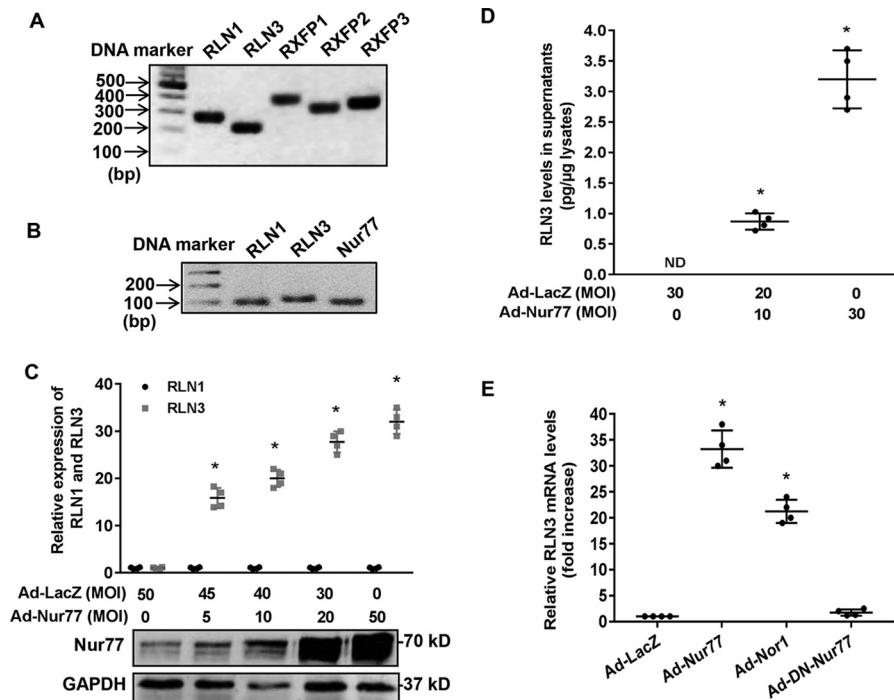 A
DNA marker
RLN1
RLN3
RXFP1
RXFP2
RXFP3
500
400
300
200
100
(bp)
B
DNA marker
RLN1
RLN3
Nur77
200
100
(bp)
C
Relative expression of
RLN1 and RLN3
RLN1
RLN3
40
30
20
10
0
*
*
*
*
Ad-LacZ (MOI) 50 45 40 30 0
Ad-Nur77 (MOI) 0 5 10 20 50
Nur77 -70 kD
GAPDH -37 kD
D
RLN3 levels in supernatants
(pg/μg lysates)
4.0
3.5
3.0
2.5
2.0
1.5
1.0
0.5
0.0
ND
*
*
Ad-LacZ (MOI) 30 20 0
Ad-Nur77 (MOI) 0 10 30
E
Relative RLN3 mRNA levels
(fold increase)
40
35
30
25
20
15
10
5
0
*
*
Ad-LacZ
Ad-Nur77
Ad-Nor1
Ad-DN-Nur77